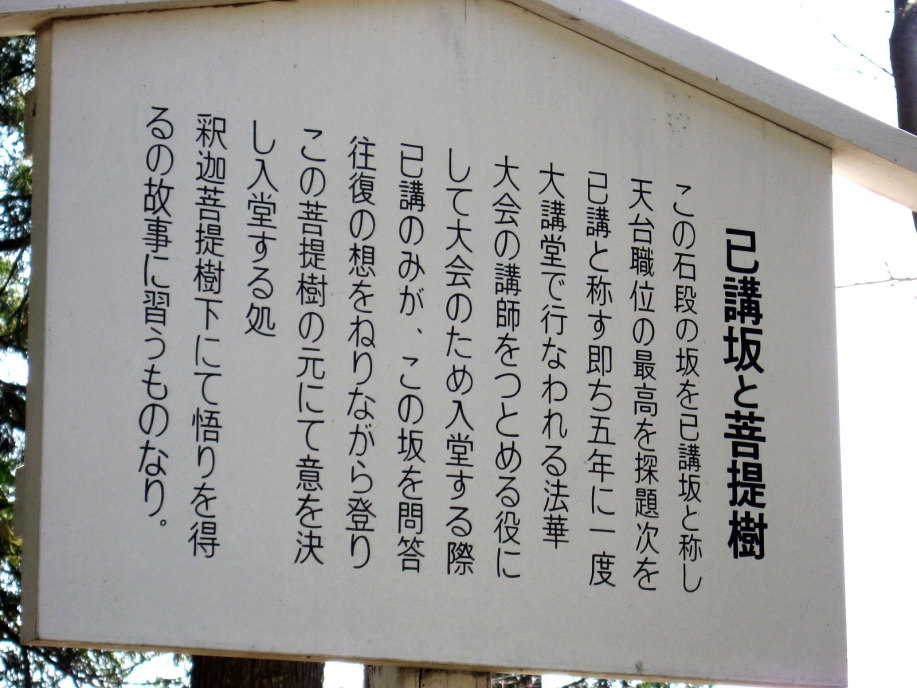 已講坂と菩提樹
この石段の坂を已講坂と称し
天台職位の最高を探題次を
已講と称す即ち五年に一度
大講堂で行なわれる法華
大会の講師をつとめる役に
して大会のため入堂する際
已講のみが、この坂を問答
往復の想をねりながら登り
この菩提樹の元にて意を決
し入堂する処
釈迦菩提樹下にて悟りを得
るの故事に習うものなり。